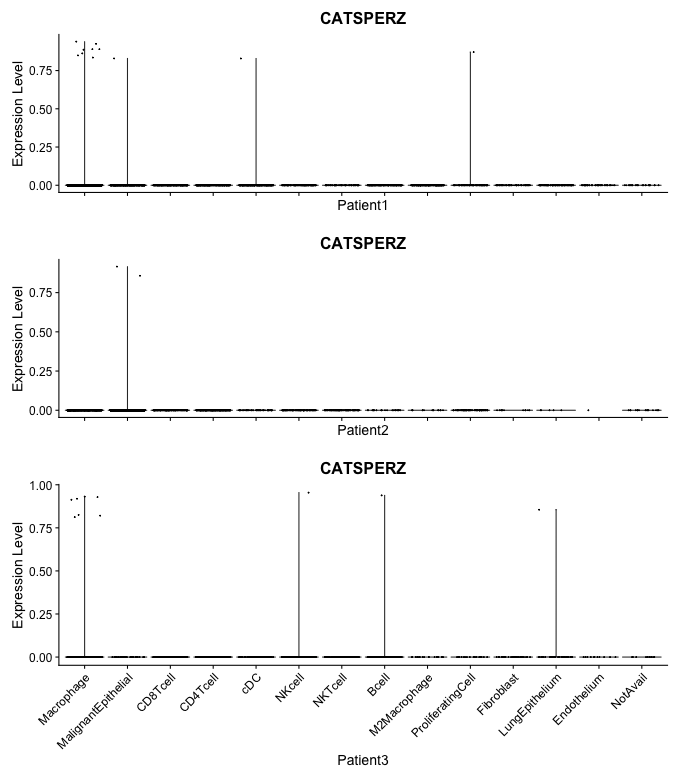 CATSPERZ
Expression Level
0.75
0.50
0.25
0.00
Patient1
CATSPERZ
Expression Level
0.75
0.50
0.25
0.00
Patient2
CATSPERZ
Expression Level
1.00
0.75
0.50
0.25
0.00
Macrophage
MalignantEpithelial
CD8Tcell
CD4Tcell
cDC
NKcell
NKTcell
Bcell
M2Macrophage
ProliferatingCell
Fibroblast
LungEpithelium
Endothelium
NotAvail
Patient3